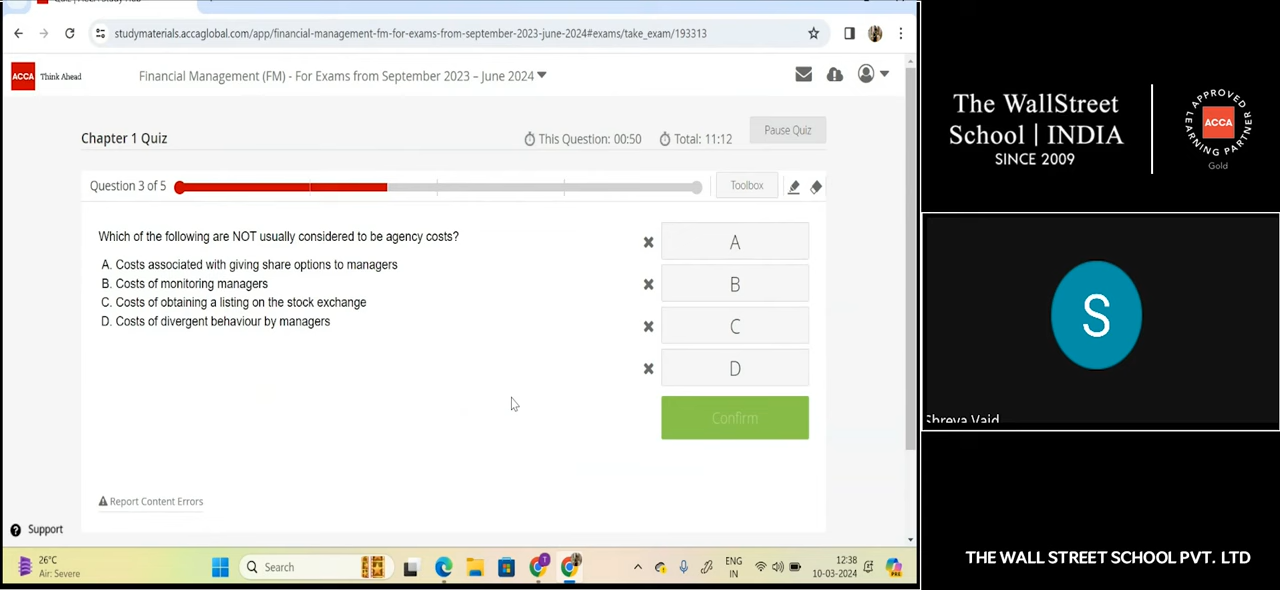 studymaterials.accaglobal.com/app/financial-management-fm-for-exams-from-september-2023-june-2024#exams/take_exam/193313
ACCA
Think Ahead
Financial Management (FM) - For Exams from September 2023 – June 2024
Chapter 1 Quiz
This Question: 00:50
Total: 11:12
Pause Quiz
Question 3 of 5
Toolbox
Which of the following are NOT usually considered to be agency costs?
A. Costs associated with giving share options to managers
B. Costs of monitoring managers
C. Costs of obtaining a listing on the stock exchange
D. Costs of divergent behaviour by managers
A
B
C
D
Confirm
Report Content Errors
Support
26°C
Air: Severe
Search
ENG
IN
12:38
10-03-2024
The WallStreet
School | INDIA
SINCE 2009
APPROVED
LEARNING PARTNER
ACCA
Gold
S
Shreya Vaid
THE WALL STREET SCHOOL PVT. LTD